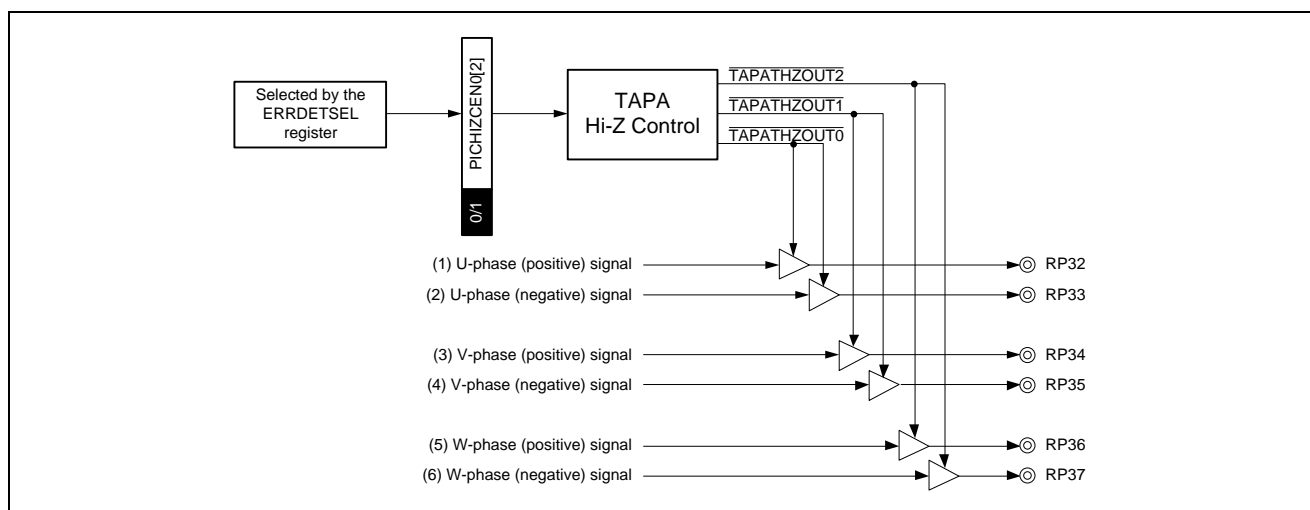 Selected by the
ERRDETSEL
register
PICHIZCEN0[2]
0/1
TAPA
Hi-Z Control
TAPATHZOUT2
TAPATHZOUT1
TAPATHZOUT0
(1) U-phase (positive) signal
RP32
(2) U-phase (negative) signal
RP33
(3) V-phase (positive) signal
RP34
(4) V-phase (negative) signal
RP35
(5) W-phase (positive) signal
RP36
(6) W-phase (negative) signal
RP37